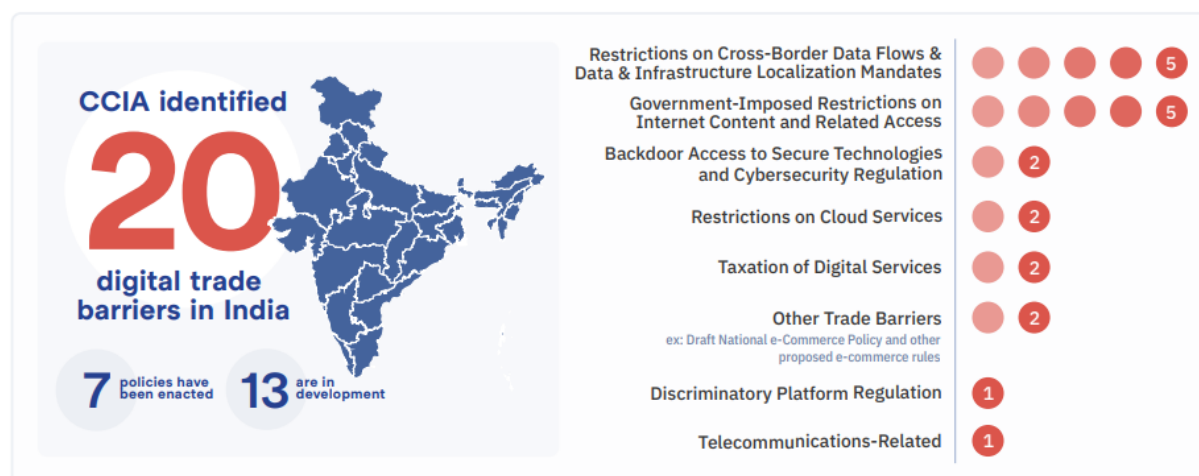 CCIA identified
20
digital trade
barriers in India
7 policies have
been enacted
13 are in
development
Restrictions on Cross-Border Data Flows &
Data & Infrastructure Localization Mandates
5
Government-Imposed Restrictions on
Internet Content and Related Access
5
Backdoor Access to Secure Technologies
and Cybersecurity Regulation
2
Restrictions on Cloud Services
2
Taxation of Digital Services
2
Other Trade Barriers
2
ex: Draft National e-Commerce Policy and other
proposed e-commerce rules
Discriminatory Platform Regulation
1
Telecommunications-Related
1